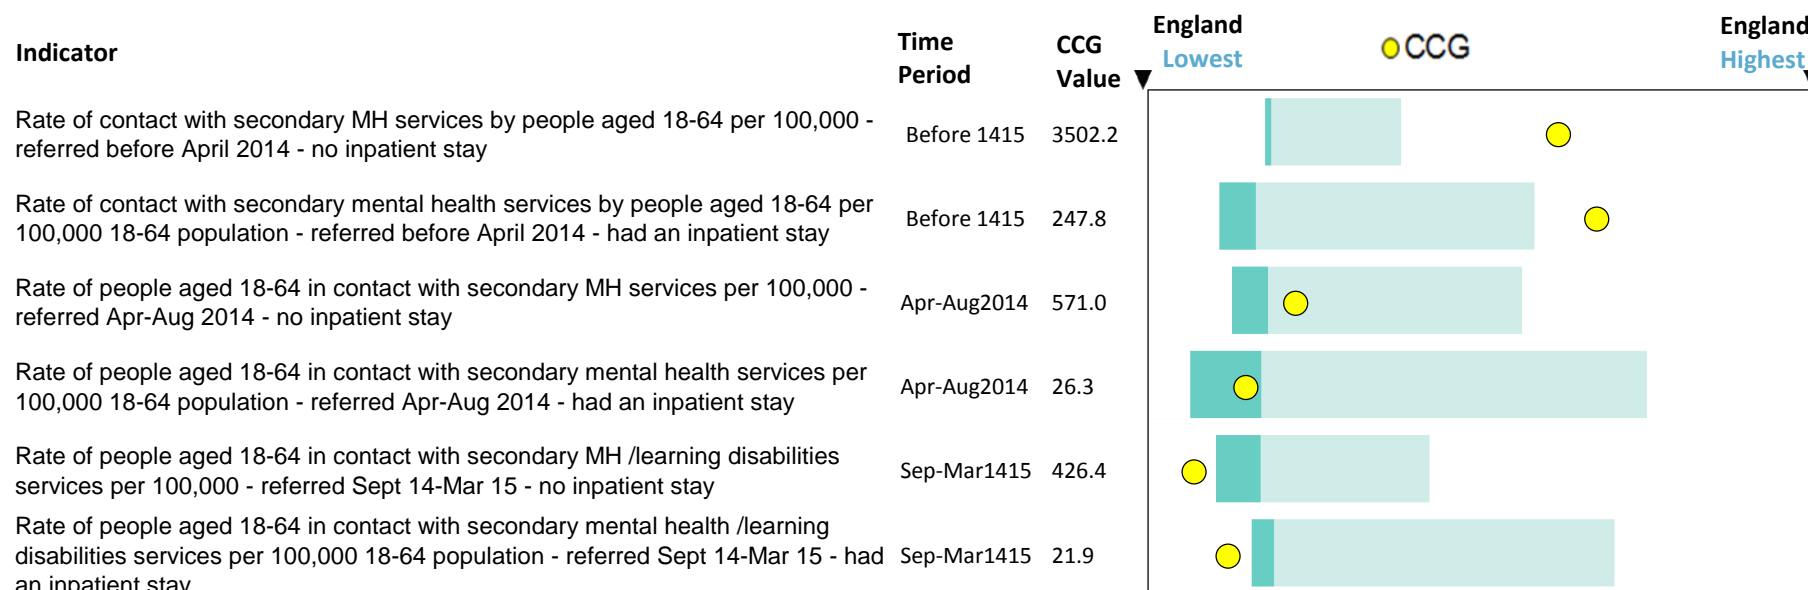 Indicator
Time Period
CCG Value
England Lowest
CCG
England Highest
Rate of contact with secondary MH services by people aged 18-64 per 100,000 -
referred before April 2014 - no inpatient stay
Before 1415 3502.2
Rate of contact with secondary mental health services by people aged 18-64 per
100,000 18-64 population - referred before April 2014 - had an inpatient stay
Before 1415 247.8
Rate of people aged 18-64 in contact with secondary MH services per 100,000 -
referred Apr-Aug 2014 - no inpatient stay
Apr-Aug2014 571.0
Rate of people aged 18-64 in contact with secondary mental health services per
100,000 18-64 population - referred Apr-Aug 2014 - had an inpatient stay
Apr-Aug2014 26.3
Rate of people aged 18-64 in contact with secondary MH /learning disabilities
services per 100,000 - referred Sept 14-Mar 15 - no inpatient stay
Sep-Mar1415 426.4
Rate of people aged 18-64 in contact with secondary mental health /learning
disabilities services per 100,000 18-64 population - referred Sept 14-Mar 15 - had
an inpatient stay
Sep-Mar1415 21.9